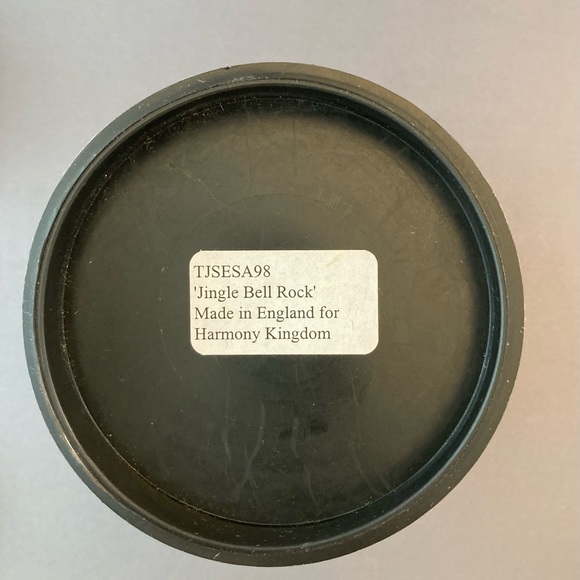 TJSESA98
'Jingle Bell Rock'
Made in England for
Harmony Kingdom